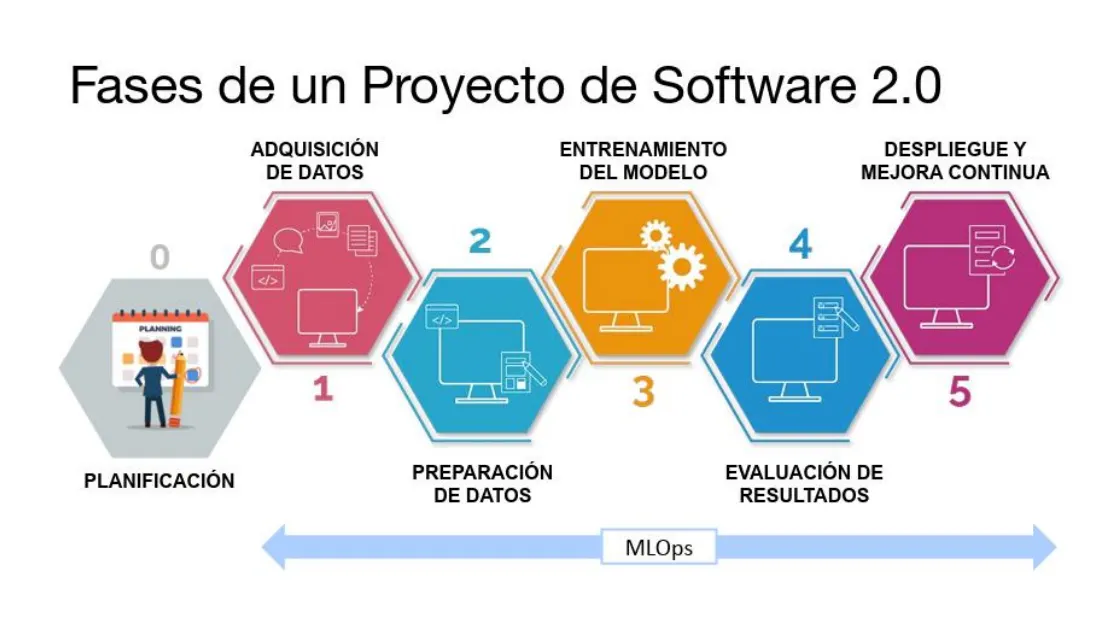 Fases de un Proyecto de Software 2.0
0
PLANNING
PLANIFICACIÓN
ADQUISICIÓN
DE DATOS
</>
1
2
</>
PREPARACIÓN
DE DATOS
ENTRENAMIENTO
DEL MODELO
3
4
EVALUACIÓN DE
RESULTADOS
DESPLIEGUE Y
MEJORA CONTINUA
5
MLOps